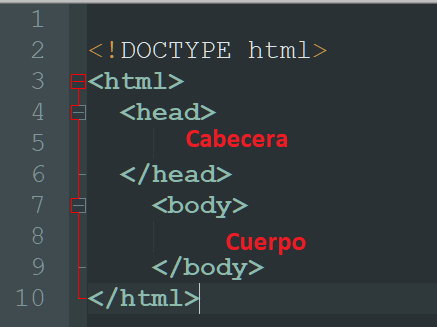 1
2 <!DOCTYPE html>
3 <html>
4 <head>
5 Cabecera
6 </head>
7 <body>
8 Cuerpo
9 </body>
10 </html>